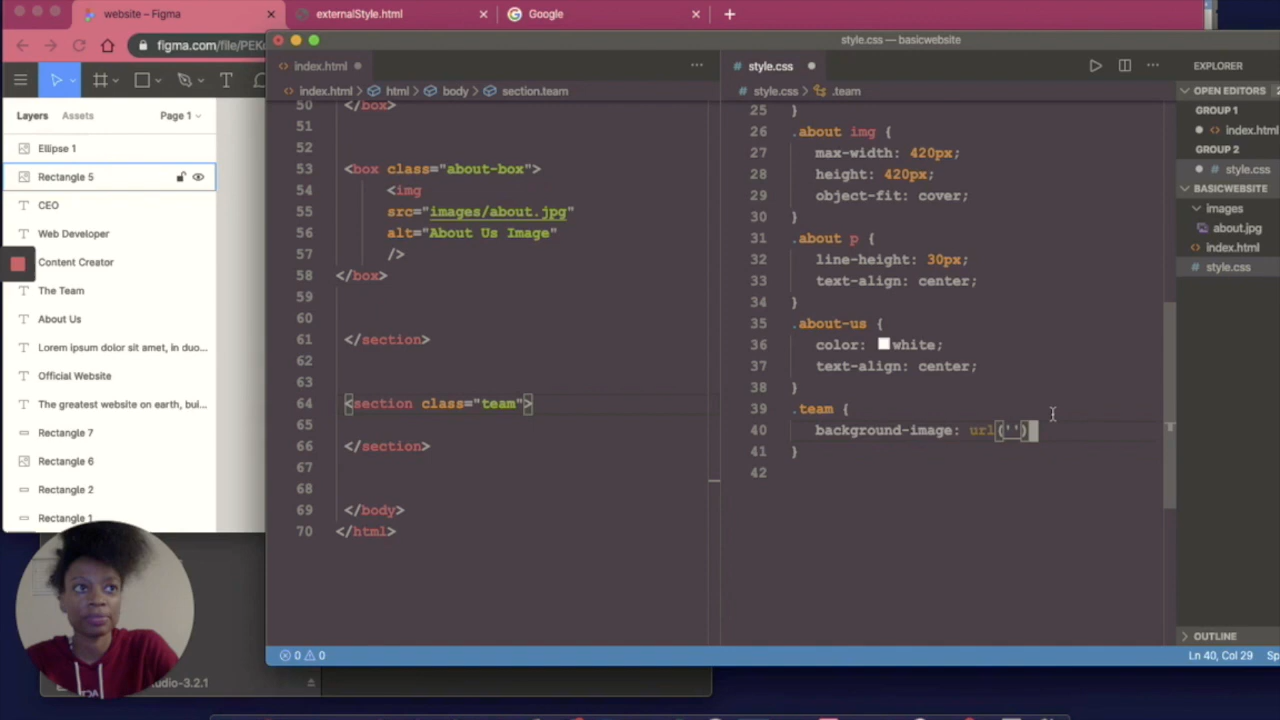 website – Figma
externalStyle.html
Google
figma.com/file/PEK
Layers
Assets
Page 1
Ellipse 1
Rectangle 5
CEO
Web Developer
Content Creator
The Team
About Us
Lorem ipsum dolor sit amet, in duo...
Official Website
The greatest website on earth, bui...
Rectangle 7
Rectangle 6
Rectangle 2
Rectangle 1
style.css — basicwebsite
index.html
index.html > html > body > section.team
50 </box>
51
52
53 <box class="about-box">
54 <img
55 src="images/about.jpg"
56 alt="About Us Image"
57 />
58 </box>
59
60
61 </section>
62
63
64 <section class="team">
65
66 </section>
67
68
69 </body>
70 </html>
style.css
style.css > .team
25 }
26 .about img {
27 max-width: 420px;
28 height: 420px;
29 object-fit: cover;
30 }
31 .about p {
32 line-height: 30px;
33 text-align: center;
34 }
35 .about-us {
36 color: white;
37 text-align: center;
38 }
39 .team {
40 background-image: url('')
41 }
42
EXPLORER
OPEN EDITORS
GROUP 1
index.html
GROUP 2
style.css
BASICWEBSITE
images
about.jpg
index.html
style.css
OUTLINE
0 0
Ln 40, Col 29
Sp
tudio-3.2.1